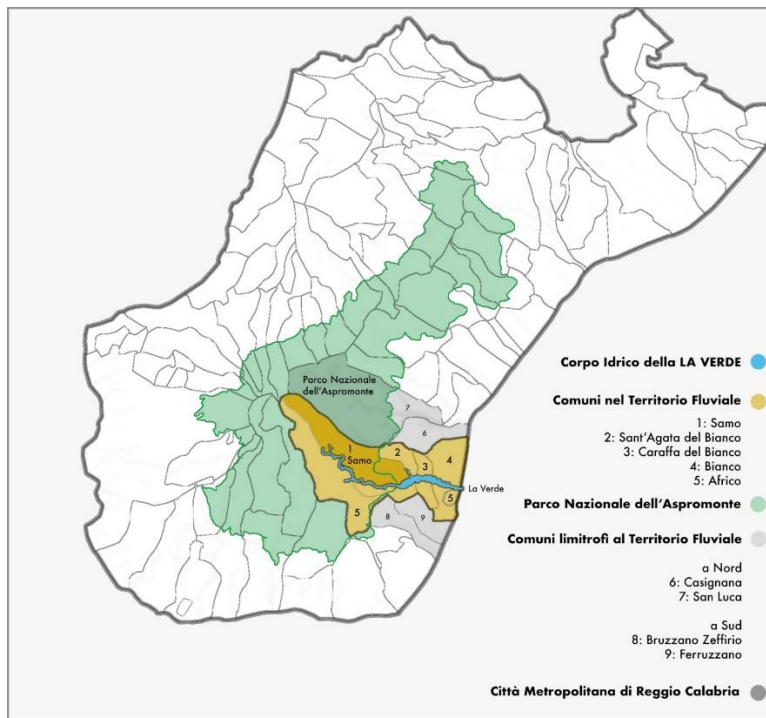 Parco Nazionale
dell'Aspromonte
7
6
1
Samo
2
3
4
La Verde
5
5
8
9
Corpo Idrico della LA VERDE
Comuni nel Territorio Fluviale
1: Samo
2: Sant'Agata del Bianco
3: Caraffa del Bianco
4: Bianco
5: Africo
Parco Nazionale dell'Aspromonte
Comuni limitrofi al Territorio Fluviale
a Nord
6: Casignana
7: San Luca
a Sud
8: Bruzzano Zeffirio
9: Ferruzzano
Città Metropolitana di Reggio Calabria